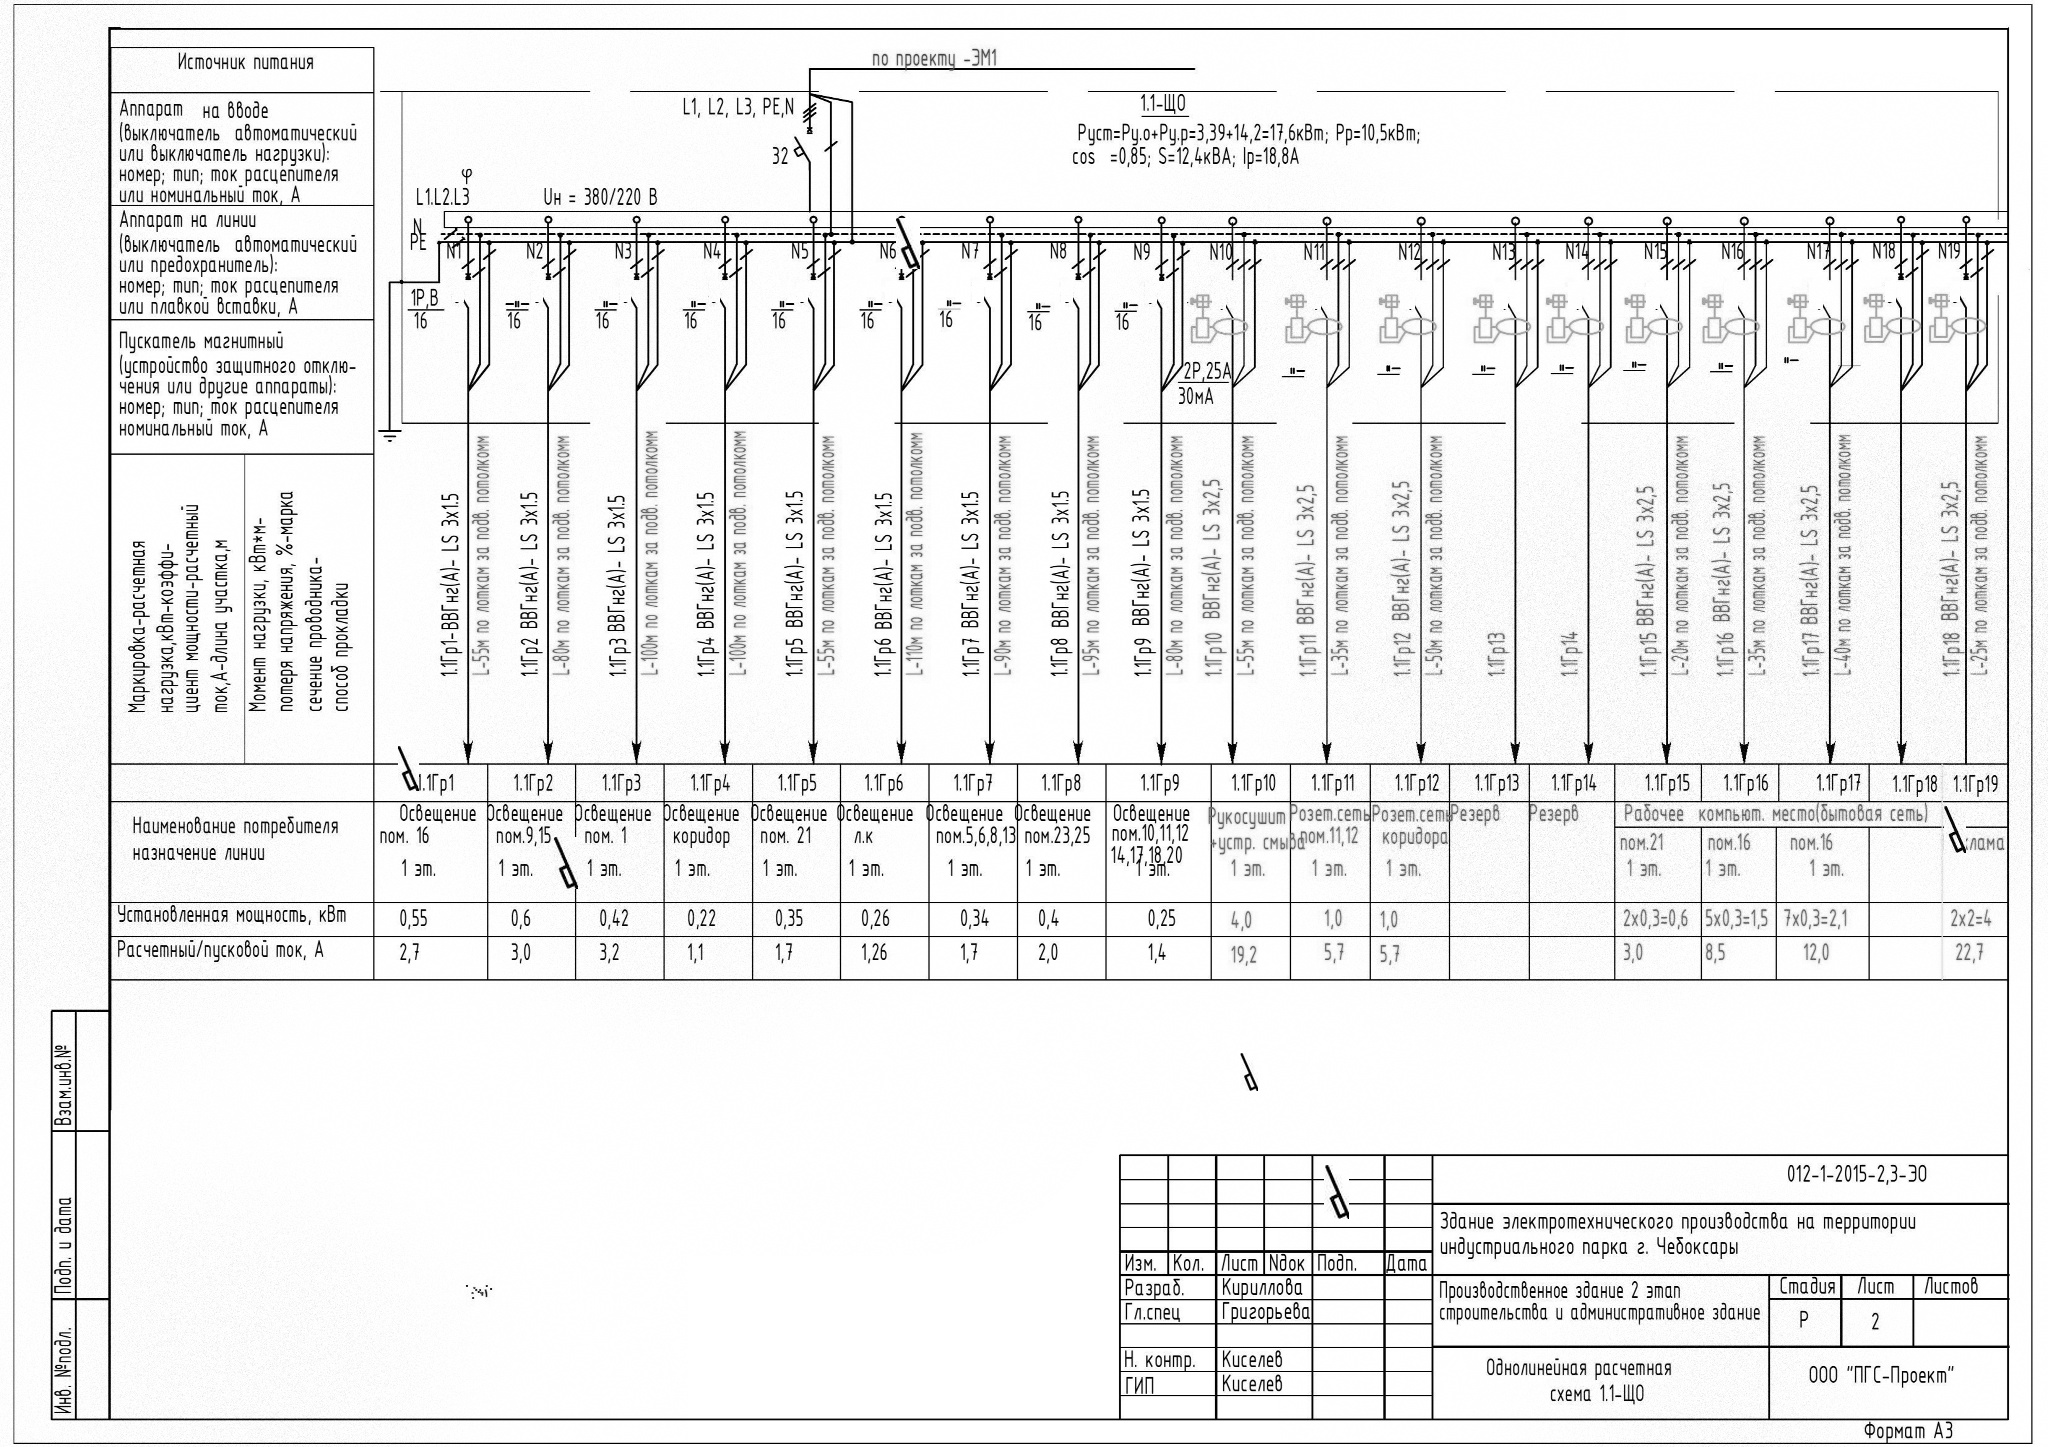 Источник питания
Аппарат на вводе
(выключатель автоматический
или выключатель нагрузки):
номер; тип; ток расцепителя
или номинальный ток, А
Аппарат на линии
(выключатель автоматический
или предохранитель):
номер; тип; ток расцепителя
или плавкой вставки, А
Пускатель магнитный
(устройство защитного отклю-
чения или другие аппараты):
номер; тип; ток расцепителя
номинальный ток, А
Маркировка-расчетная
нагрузка,кВт-коэффи-
циент мощности-расчетный
ток,А-длина участка,м
Момент нагрузки, кВт*м-
потеря напряжения, %-марка
сечение проводника-
способ прокладки
по проекту -ЭМ1
L1, L2, L3, PE,N
32
1.1-ЩО
Руст=Ру.о+Ру.р=3,39+14,2=17,6кВт; Рр=10,5кВт;
cos =0,85; S=12,4кВА; Iр=18,8А
φ
L1.L2.L3
Uн = 380/220 В
N
PE
N1 N2 N3 N4 N5 N6 N7 N8 N9 N10 N11 N12 N13 N14 N15 N16 N17 N18 N19
1Р,В
16
-"- 16
-"- 16
-"- 16
-"- 16
-"- 16
-"- 16
-"- 16
-"- 16
2Р,25А
30мА
-"- -"- -"- -"- -"- -"-
1.1Гр1-ВВГнг(А)- LS 3х1.5
L-55м по лоткам за подв. потолкомм
1.1Гр2 ВВГнг(А)- LS 3х1.5
L-80м по лоткам за подв. потолкомм
1.1Гр3 ВВГнг(А)- LS 3х1.5
L-100м по лоткам за подв. потолкомм
1.1Гр4 ВВГнг(А)- LS 3х1.5
L-100м по лоткам за подв. потолкомм
1.1Гр5 ВВГнг(А)- LS 3х1.5
L-55м по лоткам за подв. потолкомм
1.1Гр6 ВВГнг(А)- LS 3х1.5
L-110м по лоткам за подв. потолкомм
1.1Гр7 ВВГнг(А)- LS 3х1.5
L-90м по лоткам за подв. потолкомм
1.1Гр8 ВВГнг(А)- LS 3х1.5
L-95м по лоткам за подв. потолкомм
1.1Гр9 ВВГнг(А)- LS 3х1.5
L-80м по лоткам за подв. потолкомм
1.1Гр10 ВВГнг(А)- LS 3х2,5
L-55м по лоткам за подв. потолкомм
1.1Гр11 ВВГнг(А)- LS 3х2,5
L-35м по лоткам за подв. потолкомм
1.1Гр12 ВВГнг(А)- LS 3х2,5
L-50м по лоткам за подв. потолкомм
1.1Гр13
1.1Гр14
1.1Гр15 ВВГнг(А)- LS 3х2,5
L-20м по лоткам за подв. потолкомм
1.1Гр16 ВВГнг(А)- LS 3х2,5
L-35м по лоткам за подв. потолкомм
1.1Гр17 ВВГнг(А)- LS 3х2,5
L-40м по лоткам за подв. потолкомм
1.1Гр18 ВВГнг(А)- LS 3х2,5
L-25м по лоткам за подв. потолкомм
1.1Гр1 1.1Гр2 1.1Гр3 1.1Гр4 1.1Гр5 1.1Гр6 1.1Гр7 1.1Гр8 1.1Гр9 1.1Гр10 1.1Гр11 1.1Гр12 1.1Гр13 1.1Гр14 1.1Гр15 1.1Гр16 1.1Гр17 1.1Гр18 1.1Гр19
Наименование потребителя
назначение линии
Освещение
пом. 16
1 эт.
Освещение
пом.9,15
1 эт.
Освещение
пом. 1
1 эт.
Освещение
коридор
1 эт.
Освещение
пом. 21
1 эт.
Освещение
л.к
1 эт.
Освещение
пом.5,6,8,13
1 эт.
Освещение
пом.23,25
1 эт.
Освещение
пом.10,11,12
14,17,18,20
1 эт.
Рукосушит
+устр. смыва
1 эт.
Розет.сеть
пом.11,12
1 эт.
Розет.сеть
коридора
1 эт.
Резерв
Резерв
Рабочее компьют. место(бытовая сеть)
пом.21
1 эт.
пом.16
1 эт.
пом.16
1 эт.
клама
Установленная мощность, кВт 0,55 0,6 0,42 0,22 0,35 0,26 0,34 0,4 0,25 4,0 1,0 1,0 2х0,3=0,6 5х0,3=1,5 7х0,3=2,1 2х2=4
Расчетный/пусковой ток, А 2,7 3,0 3,2 1,1 1,7 1,26 1,7 2,0 1,4 19,2 5,7 5,7 3,0 8,5 12,0 22,7
Взам.инв.№
Подп. и дата
Инв. №подл.
012-1-2015-2,3-ЭО
Здание электротехнического производства на территории
индустриального парка г. Чебоксары
Изм. Кол. Лист Nдок Подп. Дата
Разраб. Кириллова
Гл.спец Григорьева
Н. контр. Киселев
ГИП Киселев
Производственное здание 2 этап
строительства и административное здание
Стадия Лист Листов
Р 2
Однолинейная расчетная
схема 1.1-ЩО
ООО "ПГС-Проект"
Формат А3